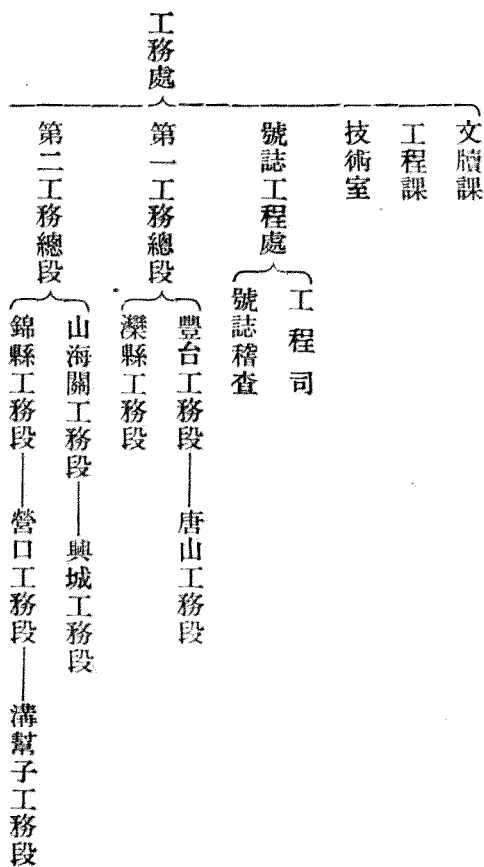 工務處
文牘課
工程課
技術室
號誌工程處
工程司
號誌稽查
第一工務總段
豐台工務段——唐山工務段
灤縣工務段
第二工務總段
山海關工務段——興城工務段
錦縣工務段——營口工務段——溝幫子工務段